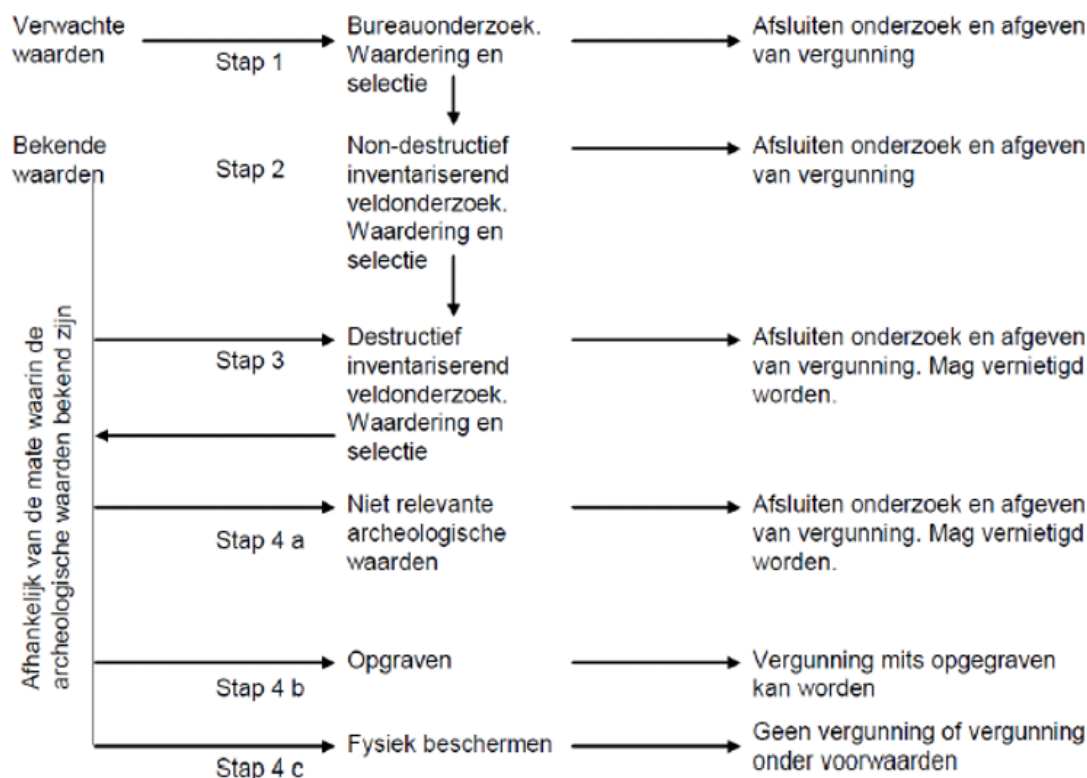 Verwachte
waarden
Stap 1
Bureauonderzoek.
Waardering en
selectie
Afsluiten onderzoek en afgeven
van vergunning
Bekende
waarden
Stap 2
Non-destructief
inventariserend
veldonderzoek.
Waardering en
selectie
Afsluiten onderzoek en afgeven
van vergunning
Afhankelijk van de mate waarin de
archeologische waarden bekend zijn
Stap 3
Destructief
inventariserend
veldonderzoek.
Waardering en
selectie
Afsluiten onderzoek en afgeven
van vergunning. Mag vernietigd
worden.
Stap 4 a
Niet relevante
archeologische
waarden
Afsluiten onderzoek en afgeven
van vergunning. Mag vernietigd
worden.
Stap 4 b
Opgraven
Vergunning mits opgegraven
kan worden
Stap 4 c
Fysiek beschermen
Geen vergunning of vergunning
onder voorwaarden